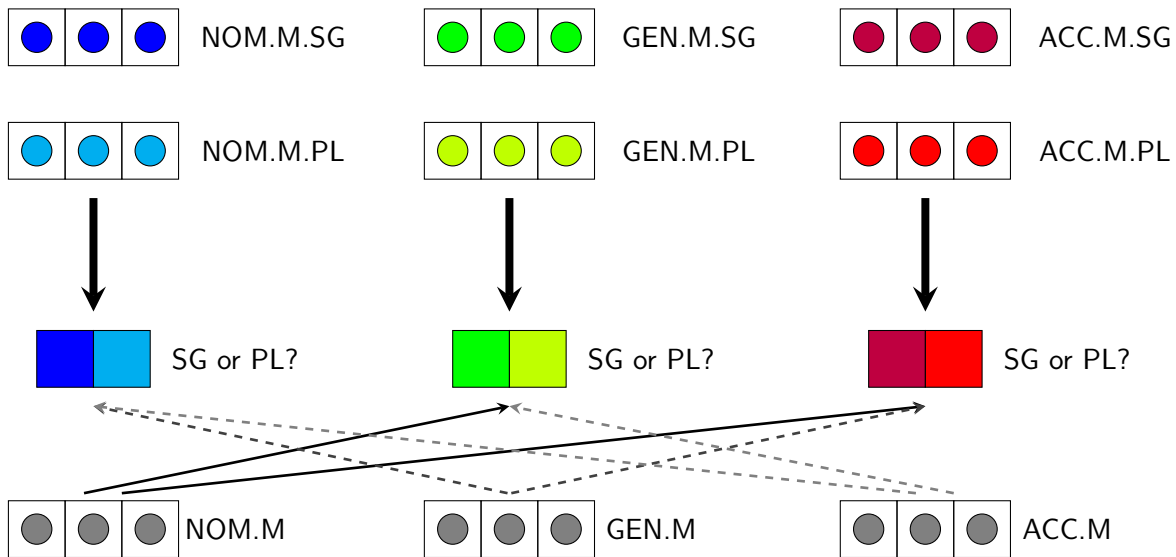 NOM.M.SG
GEN.M.SG
ACC.M.SG
NOM.M.PL
GEN.M.PL
ACC.M.PL
SG or PL?
SG or PL?
SG or PL?
NOM.M
GEN.M
ACC.M